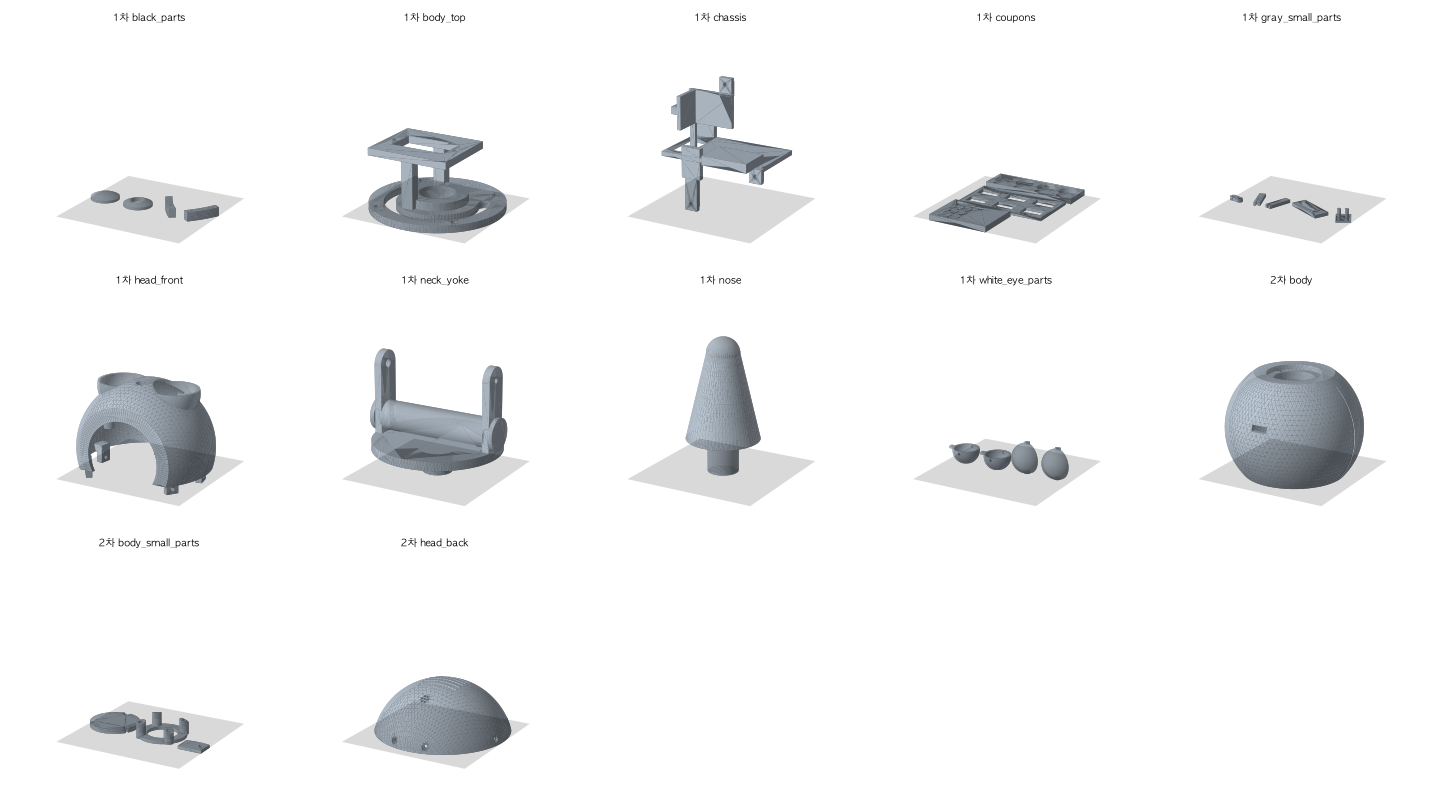 1차 black_parts
1차 body_top
1차 chassis
1차 coupons
1차 gray_small_parts
1차 head_front
1차 neck_yoke
1차 nose
1차 white_eye_parts
2차 body
2차 body_small_parts
2차 head_back